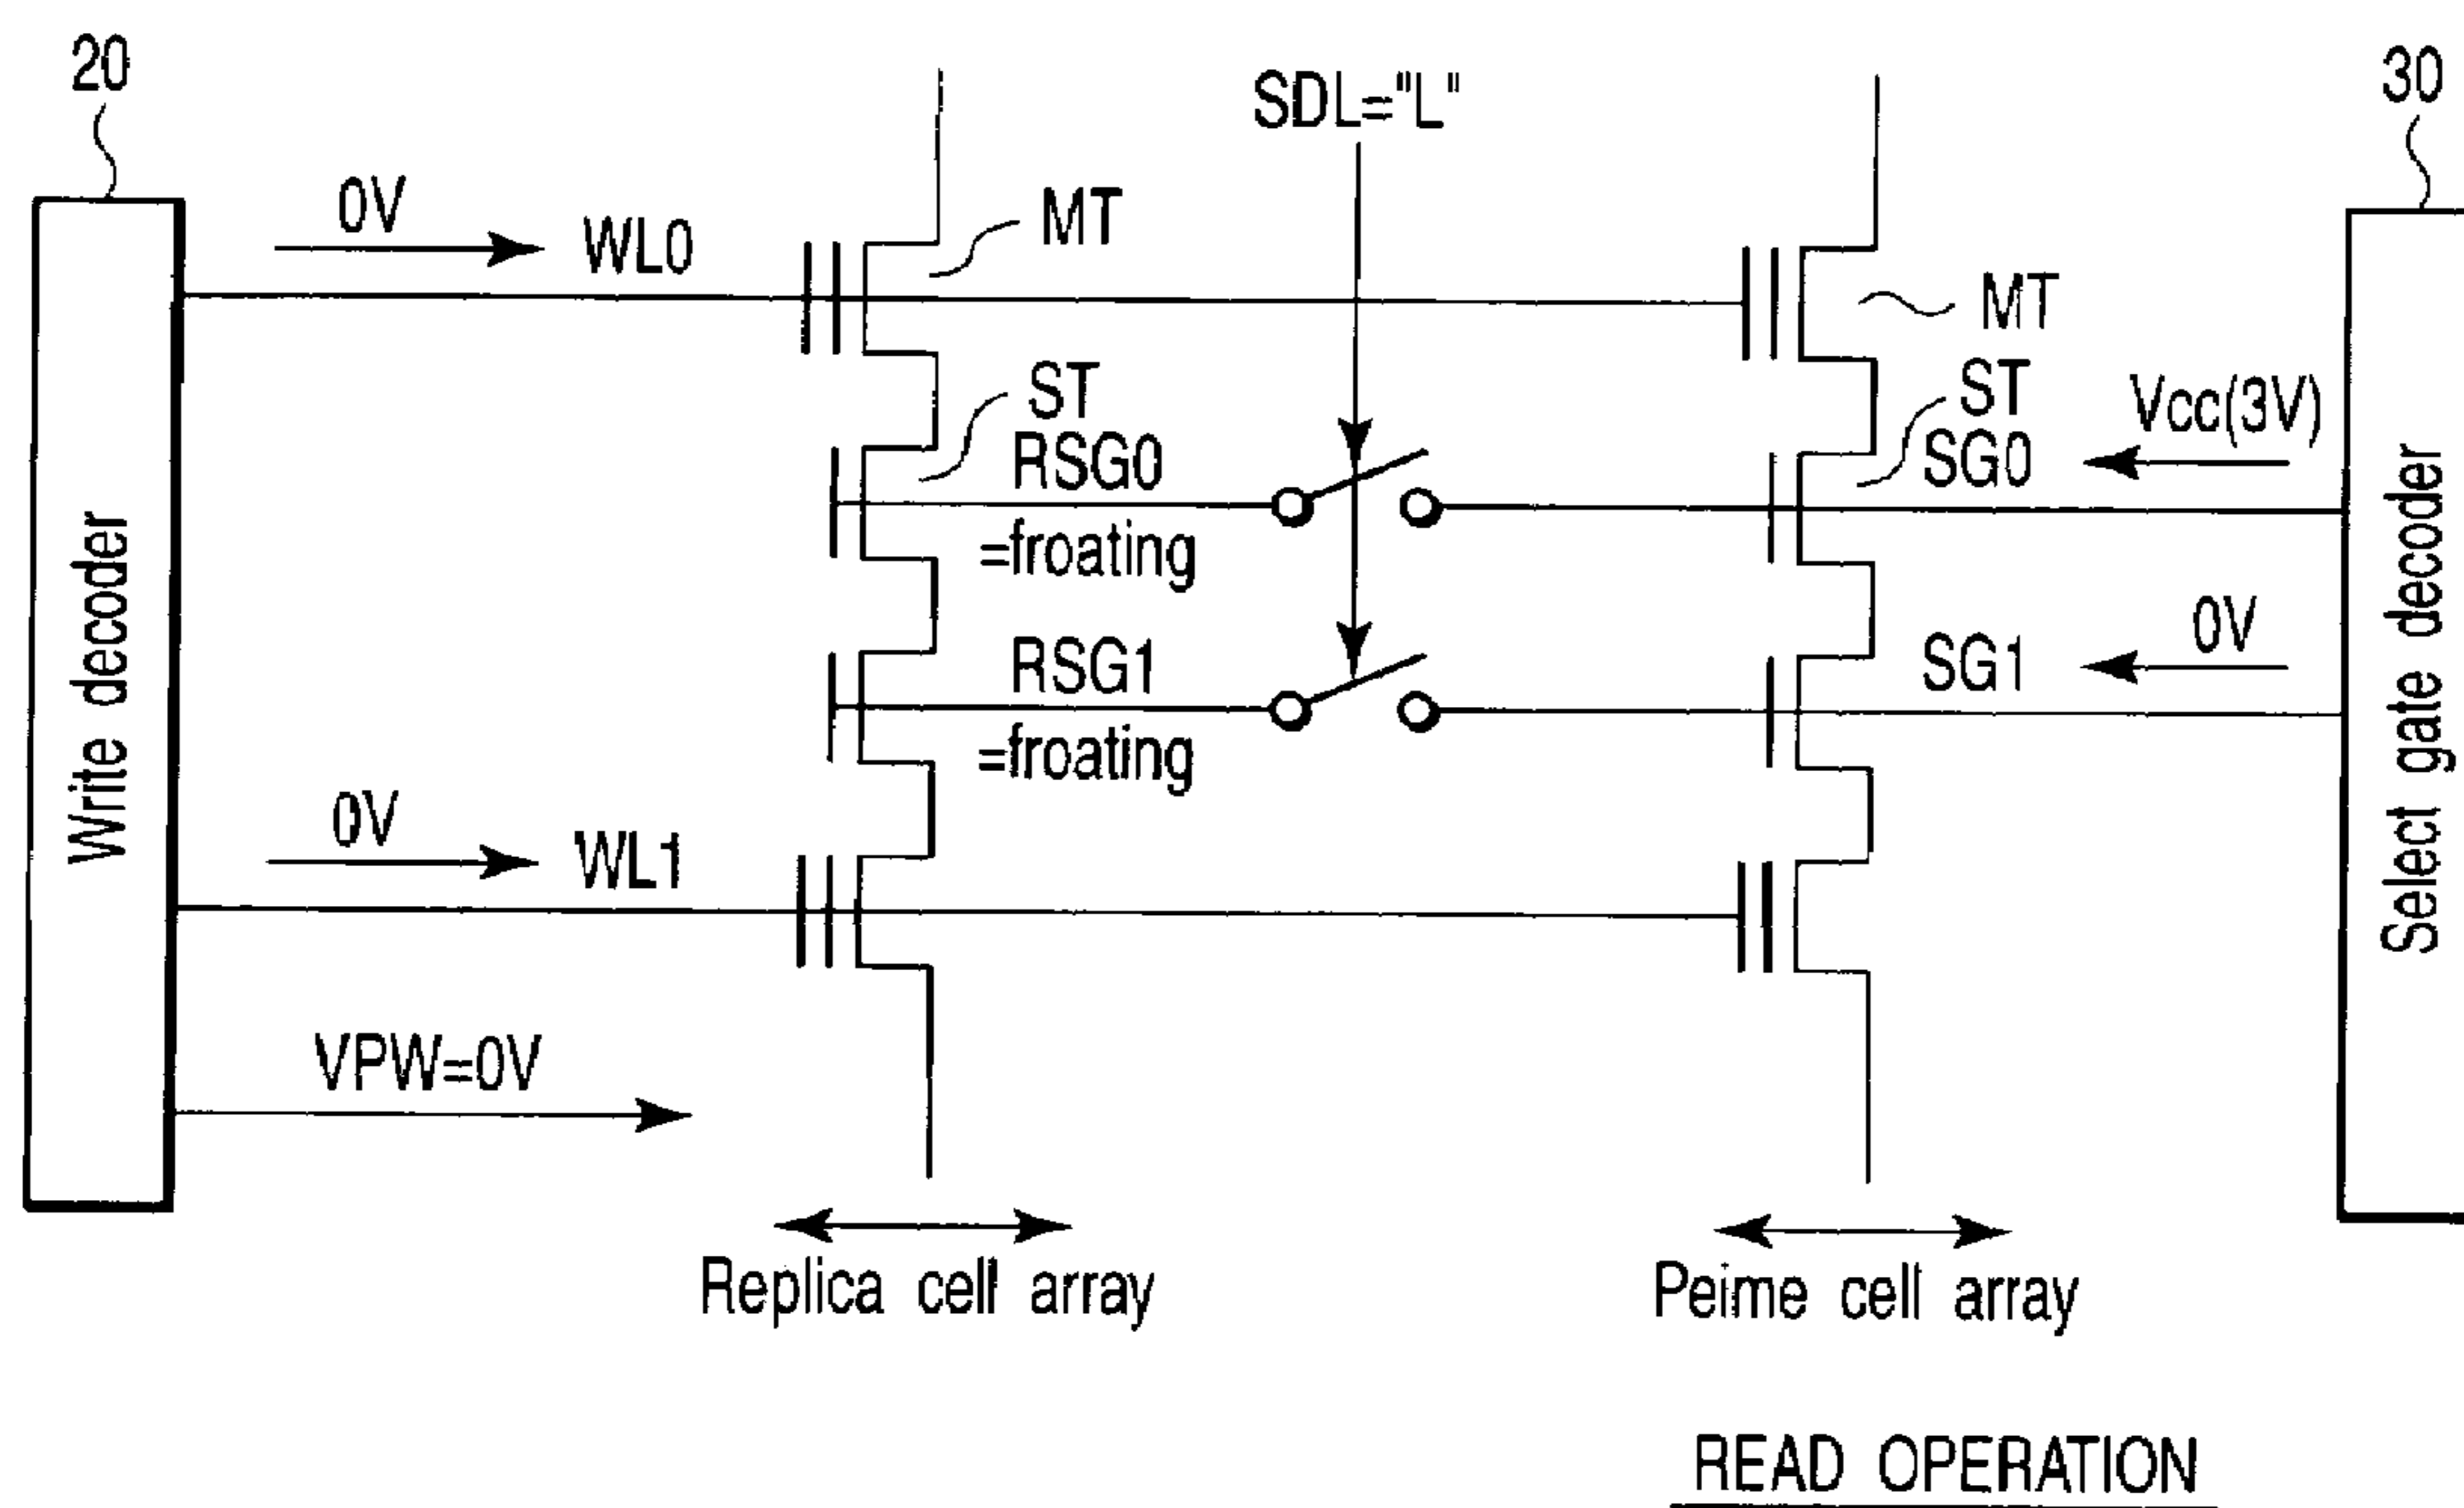 20
30
SDL="L"
0V
WL0
MT
MT
ST
ST
Vcc(3V)
RSG0
SG0
=froating
Write decoder
Select gate decoder
RSG1
SG1
0V
=froating
0V
WL1
VPW=0V
Replica cell array
Peime cell array
READ OPERATION